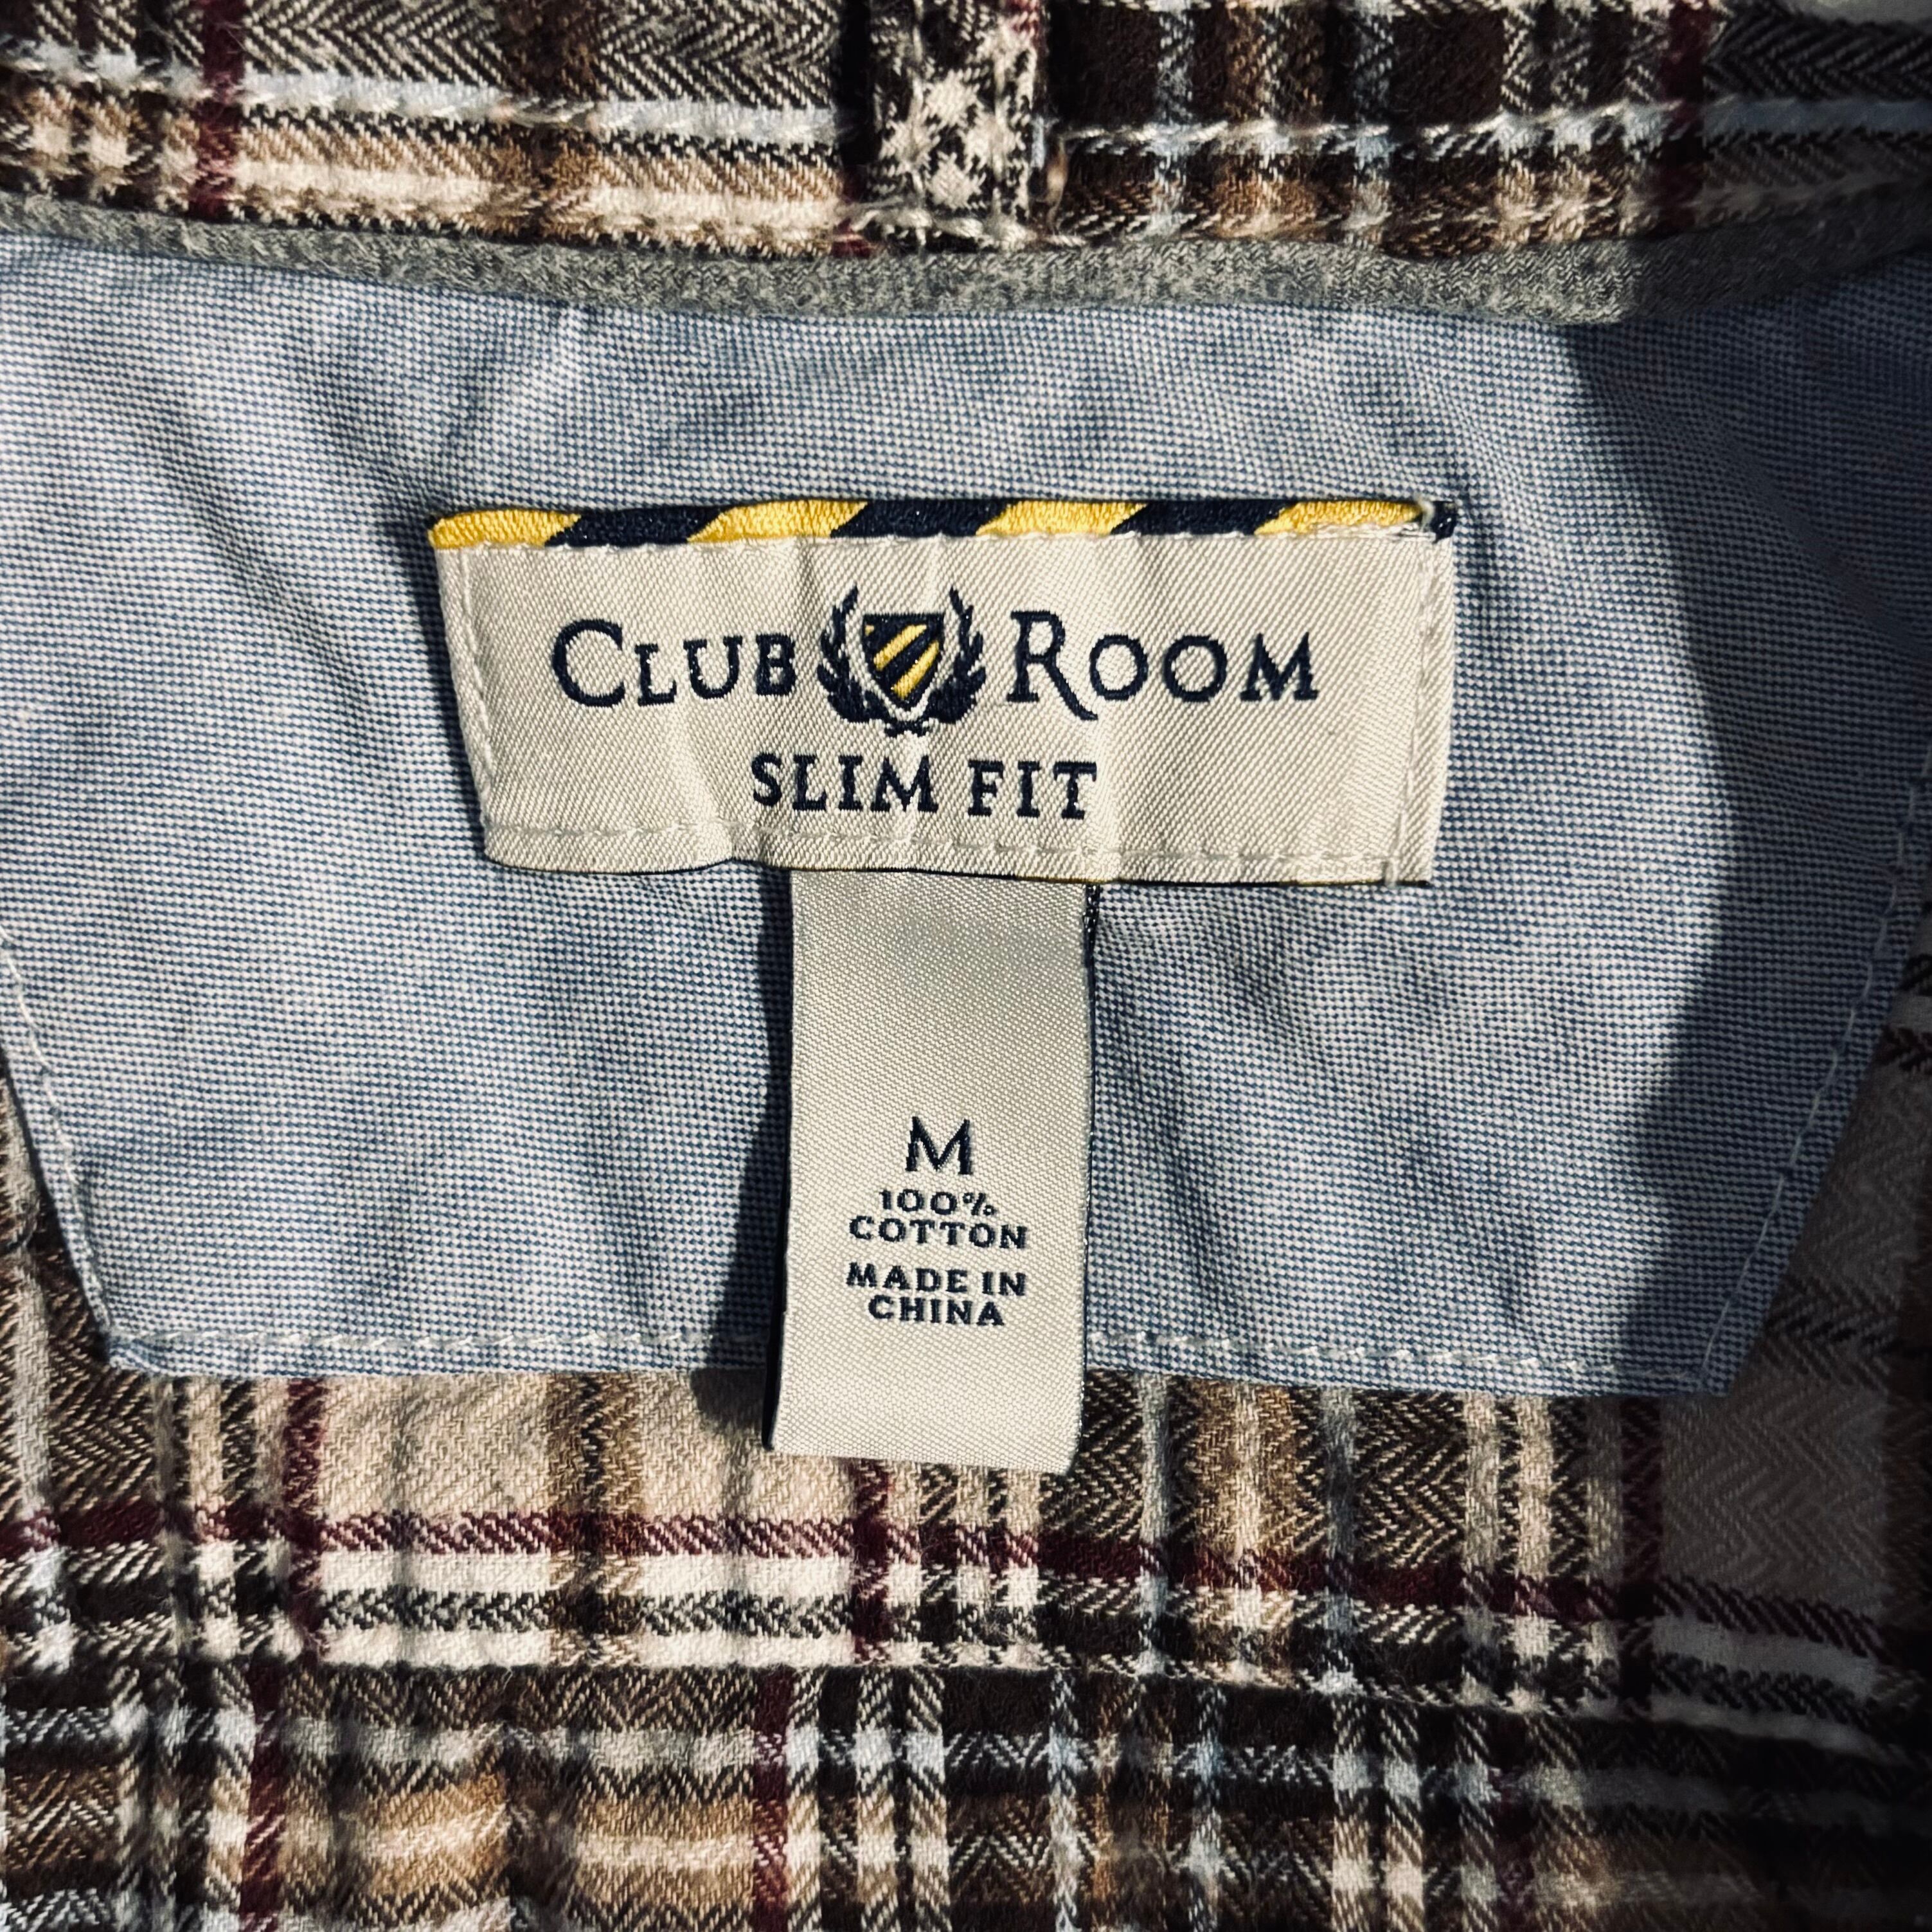 CLUB ROOM
SLIM FIT
M
100%
COTTON
MADE IN
CHINA